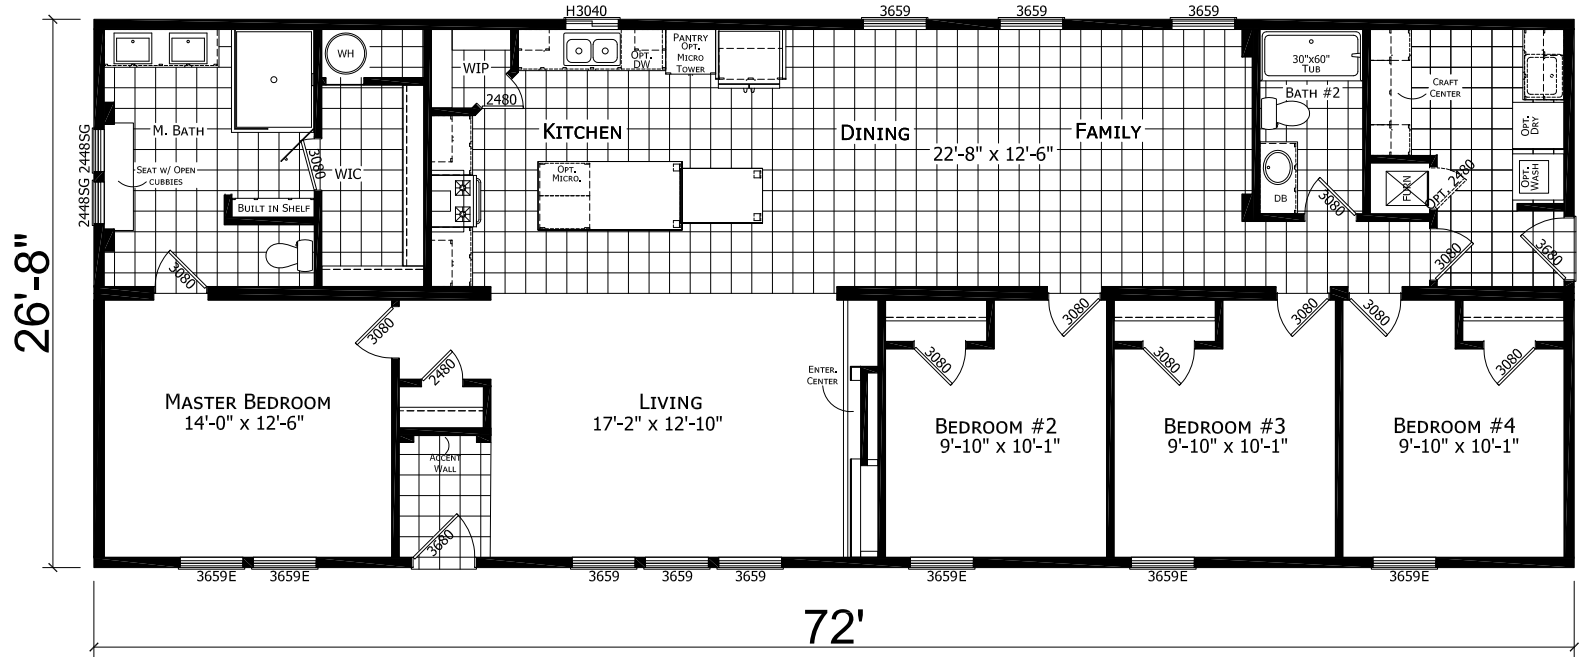 H3040
3659
3659
3659
WH
WIP
2480
OPT.
DW
PANTRY
OPT.
MICRO
TOWER
30"x60"
TUB
BATH #2
CRAFT
CENTER
OPT.
DRY
OPT.
WASH
M. BATH
2448SG 2448SG
SEAT W/ OPEN
CUBBIES
3080
WIC
BUILT IN SHELF
KITCHEN
OPT.
MICRO.
DINING
FAMILY
22'-8" x 12'-6"
DB
3080
FURN
OPT. 2480
3080
3680
3080
26'-8"
3080
2480
MASTER BEDROOM
14'-0" x 12'-6"
ACCENT
WALL
3680
LIVING
17'-2" x 12'-10"
ENTER.
CENTER
3080
3080
3080
3080
3080
3080
BEDROOM #2
9'-10" x 10'-1"
BEDROOM #3
9'-10" x 10'-1"
BEDROOM #4
9'-10" x 10'-1"
3659E
3659E
3659
3659
3659
3659E
3659E
3659E
72'